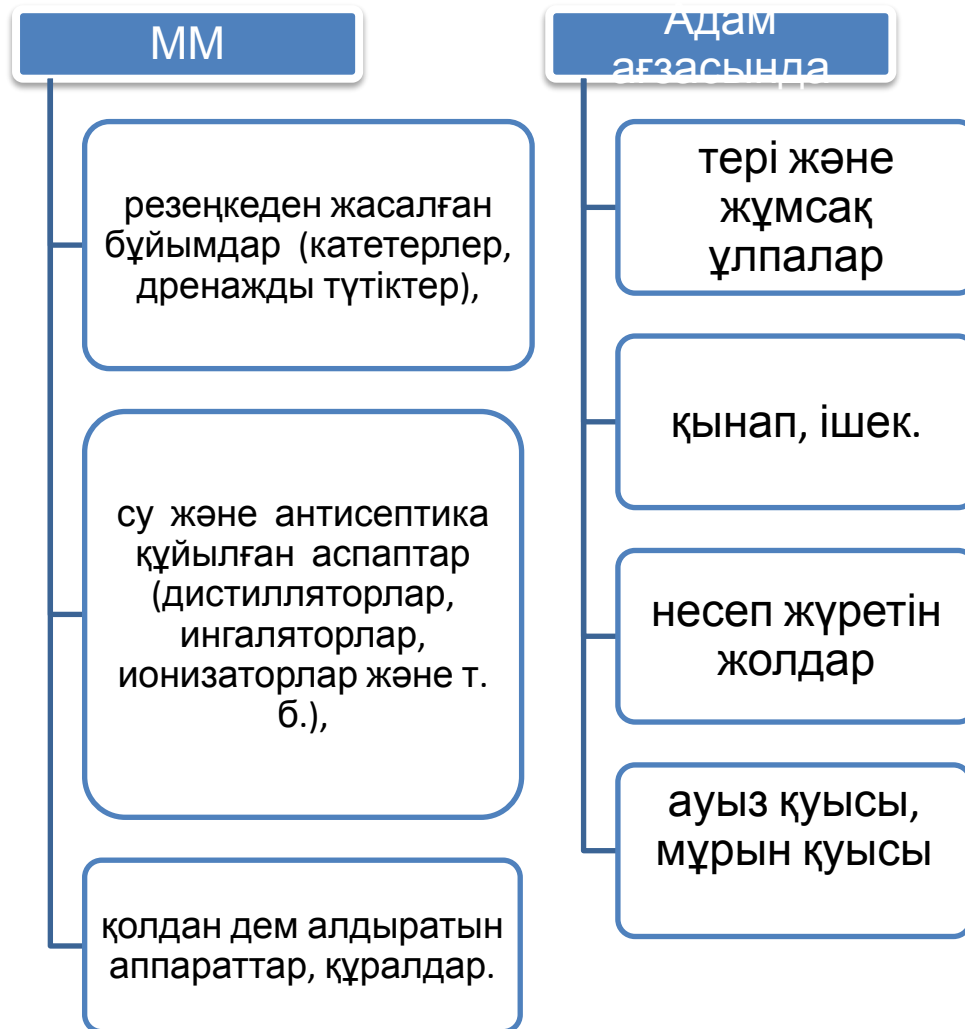 ММ
резеңкеден жасалған
бұйымдар (катетерлер,
дренажды түтіктер),
су және антисептика
құйылған аспаптар
(дистилляторлар,
ингаляторлар,
ионизаторлар және т.
б.),
қолдан дем алдыратын
аппараттар, құралдар.
Адам
ағзасында
тері және
жұмсақ
ұлпалар
қынап, ішек.
несеп жүретін
жолдар
ауыз қуысы,
мұрын қуысы